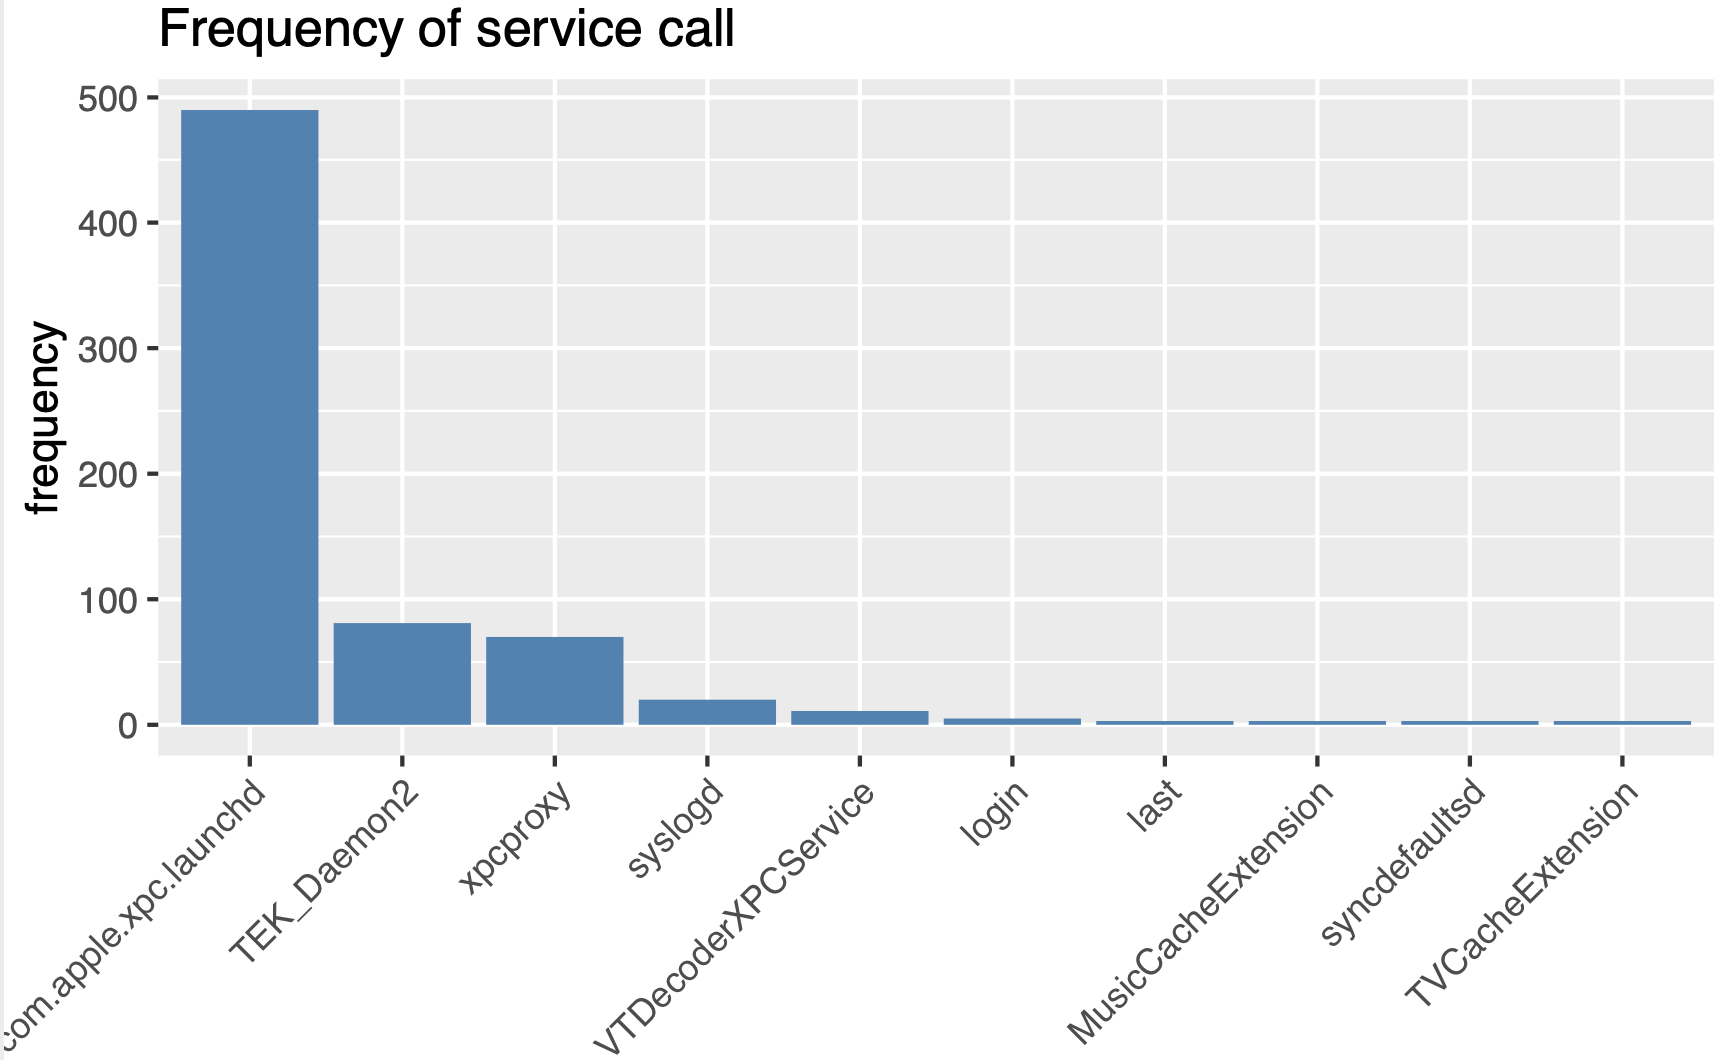 Frequency of service call
frequency
500
400
300
200
100
0
com.apple.xpc.launchd
TEK_Daemon2
xpcproxy
syslogd
VTDecoderXPCService
login
last
MusicCacheExtension
syncdefaultsd
TVCacheExtension